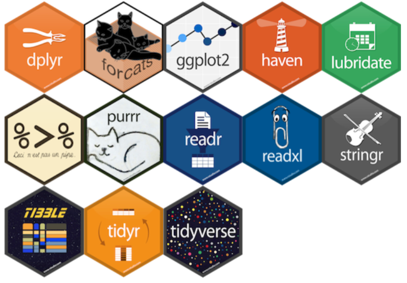 dplyr
forcats
ggplot2
haven
lubridate
%>%
Ceci n'est pas un pipe.
purrr
readr
readxl
stringr
TIBBLE
tidyr
tidyverse